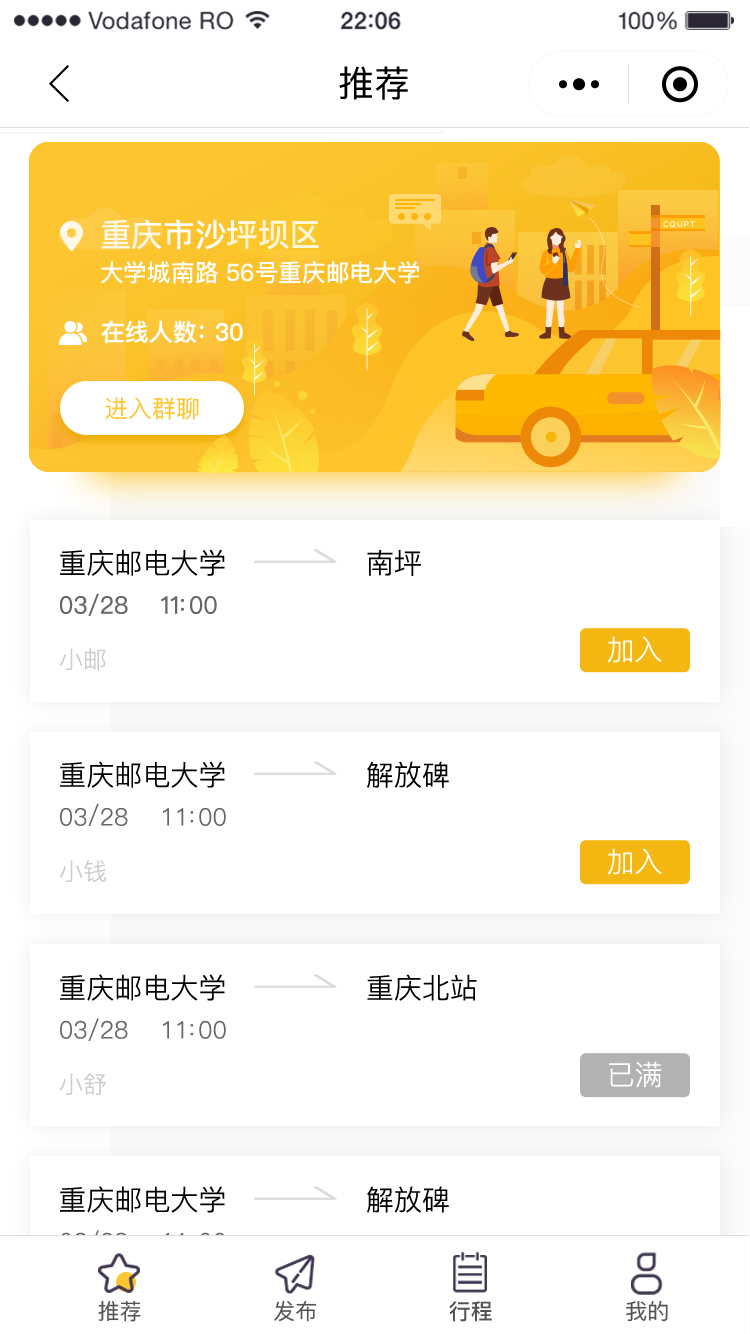 Vodafone RO 22:06 100%
推荐
重庆市沙坪坝区
大学城南路 56号重庆邮电大学
CQUPT
在线人数：30
进入群聊
重庆邮电大学 南坪
03/28 11:00
小邮
加入
重庆邮电大学 解放碑
03/28 11:00
小钱
加入
重庆邮电大学 重庆北站
03/28 11:00
小舒
已满
重庆邮电大学 解放碑
推荐 发布 行程 我的